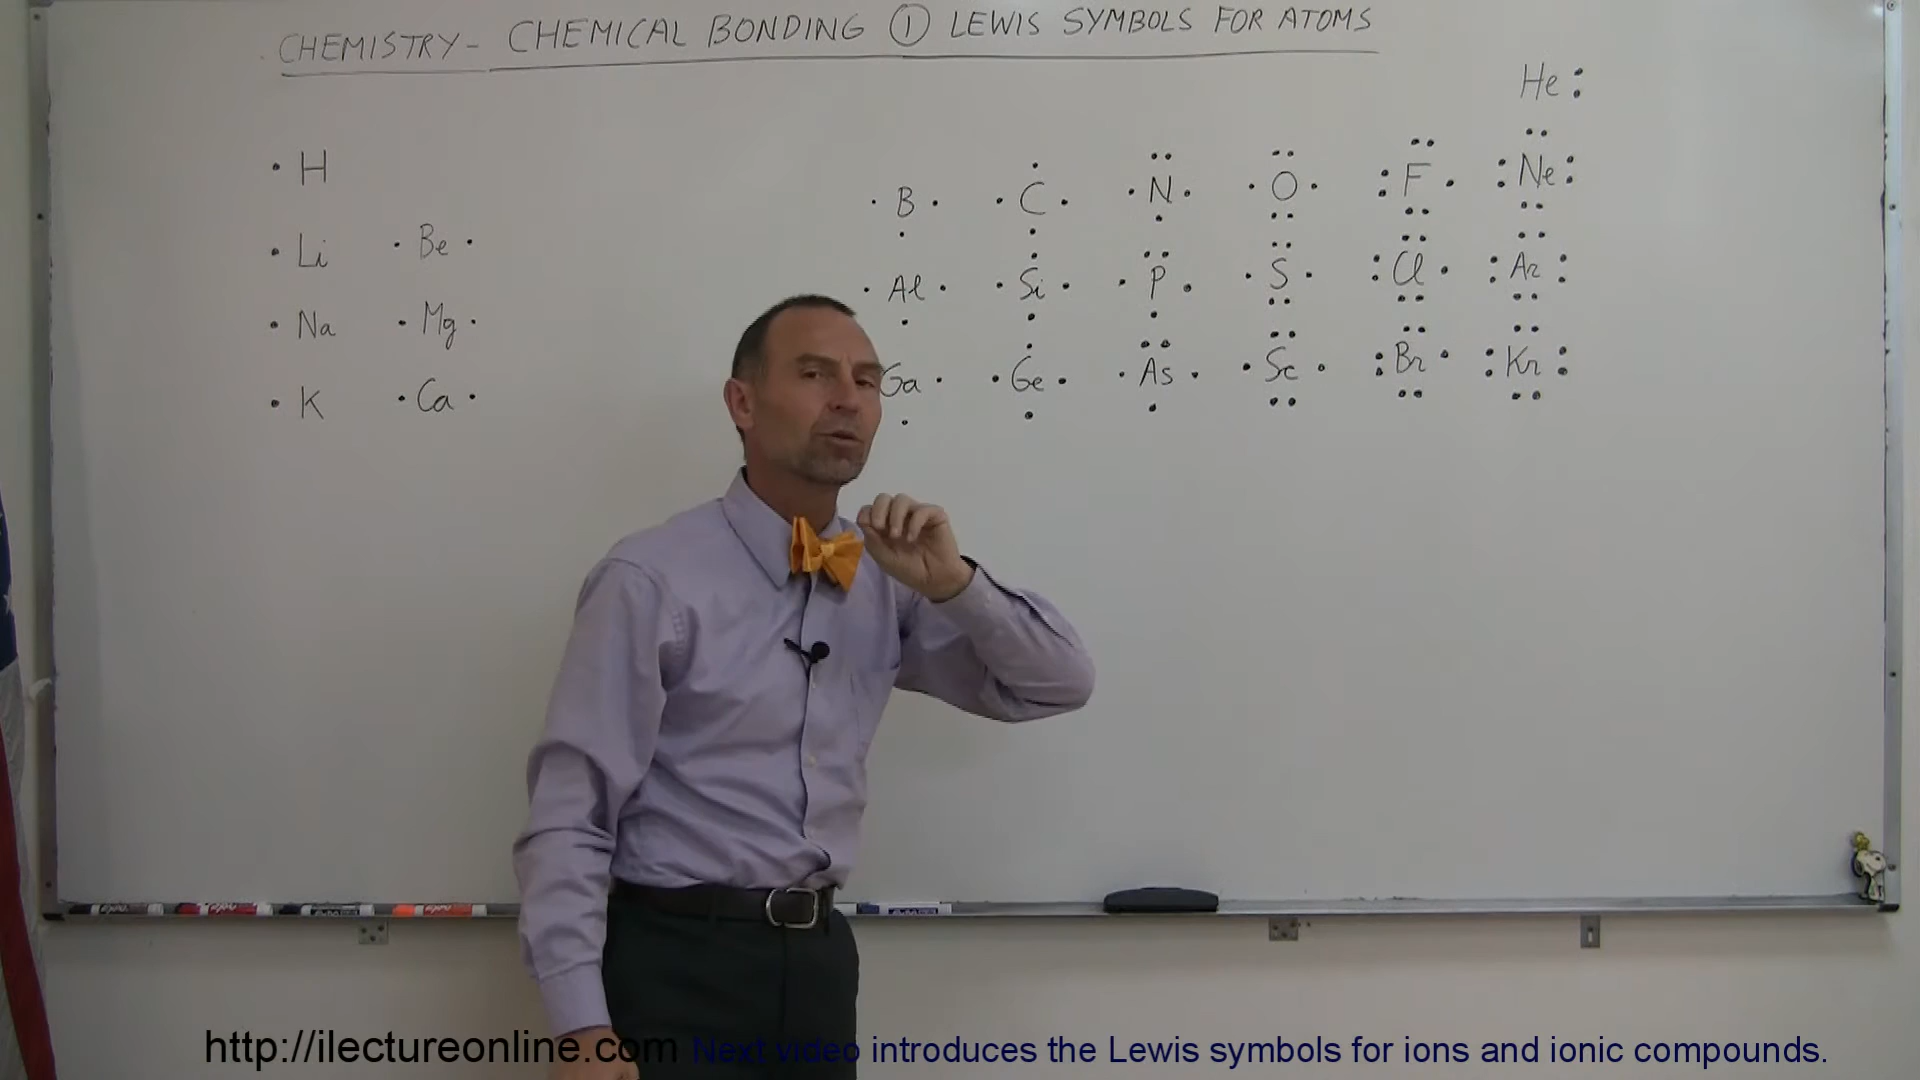 CHEMISTRY - CHEMICAL BONDING ① LEWIS SYMBOLS FOR ATOMS
He
H B C N O F Ne
Li Be
Al Si P S Cl Ar
Na Mg
Ga Ge As Se Br Kr
K Ca
http://ilectureonline.com Next video introduces the Lewis symbols for ions and ionic compounds.